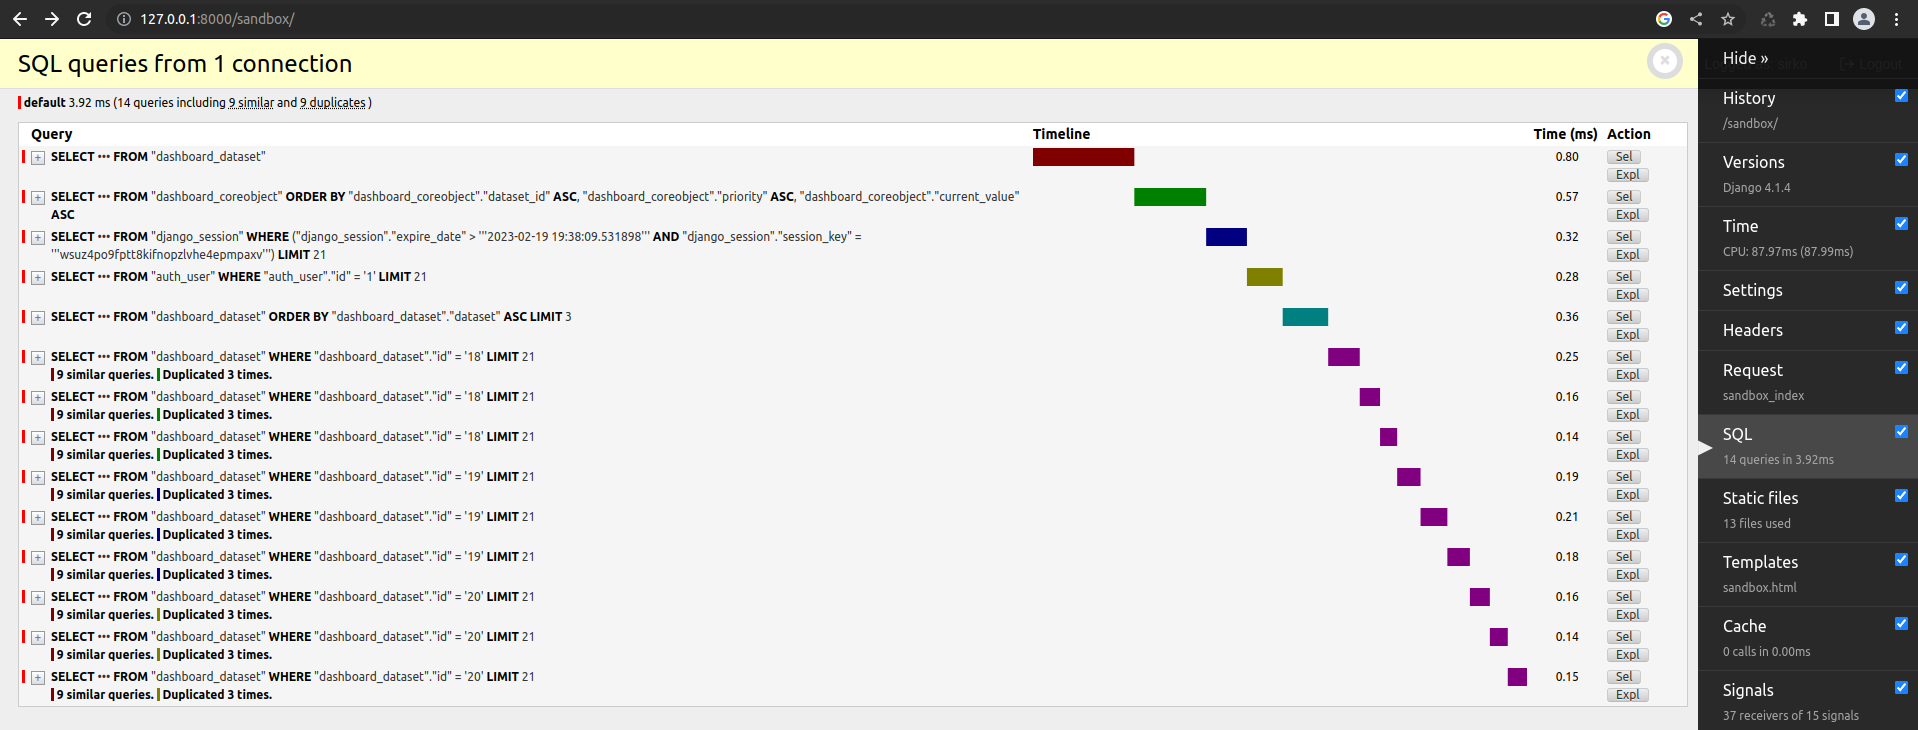 127.0.0.1:8000/sandbox/
SQL queries from 1 connection
default 3.92 ms (14 queries including 9 similar and 9 duplicates )
Query Timeline Time (ms) Action
SELECT ••• FROM "dashboard_dataset" 0.80 Sel
Expl
SELECT ••• FROM "dashboard_coreobject" ORDER BY "dashboard_coreobject"."dataset_id" ASC, "dashboard_coreobject"."priority" ASC, "dashboard_coreobject"."current_value" 0.57 Sel
ASC Expl
SELECT ••• FROM "django_session" WHERE ("django_session"."expire_date" > '''2023-02-19 19:38:09.531898''' AND "django_session"."session_key" = 0.32 Sel
'''wsuz4po9fptt8kifnopzlvhe4epmpaxv''') LIMIT 21 Expl
SELECT ••• FROM "auth_user" WHERE "auth_user"."id" = '1' LIMIT 21 0.28 Sel
Expl
SELECT ••• FROM "dashboard_dataset" ORDER BY "dashboard_dataset"."dataset" ASC LIMIT 3 0.36 Sel
Expl
SELECT ••• FROM "dashboard_dataset" WHERE "dashboard_dataset"."id" = '18' LIMIT 21 0.25 Sel
9 similar queries. Duplicated 3 times. Expl
SELECT ••• FROM "dashboard_dataset" WHERE "dashboard_dataset"."id" = '18' LIMIT 21 0.16 Sel
9 similar queries. Duplicated 3 times. Expl
SELECT ••• FROM "dashboard_dataset" WHERE "dashboard_dataset"."id" = '18' LIMIT 21 0.14 Sel
9 similar queries. Duplicated 3 times. Expl
SELECT ••• FROM "dashboard_dataset" WHERE "dashboard_dataset"."id" = '19' LIMIT 21 0.19 Sel
9 similar queries. Duplicated 3 times. Expl
SELECT ••• FROM "dashboard_dataset" WHERE "dashboard_dataset"."id" = '19' LIMIT 21 0.21 Sel
9 similar queries. Duplicated 3 times. Expl
SELECT ••• FROM "dashboard_dataset" WHERE "dashboard_dataset"."id" = '19' LIMIT 21 0.18 Sel
9 similar queries. Duplicated 3 times. Expl
SELECT ••• FROM "dashboard_dataset" WHERE "dashboard_dataset"."id" = '20' LIMIT 21 0.16 Sel
9 similar queries. Duplicated 3 times. Expl
SELECT ••• FROM "dashboard_dataset" WHERE "dashboard_dataset"."id" = '20' LIMIT 21 0.14 Sel
9 similar queries. Duplicated 3 times. Expl
SELECT ••• FROM "dashboard_dataset" WHERE "dashboard_dataset"."id" = '20' LIMIT 21 0.15 Sel
9 similar queries. Duplicated 3 times. Expl
Hide »
Logout
History
/sandbox/
Versions
Django 4.1.4
Time
CPU: 87.97ms (87.99ms)
Settings
Headers
Request
sandbox_index
SQL
14 queries in 3.92ms
Static files
13 files used
Templates
sandbox.html
Cache
0 calls in 0.00ms
Signals
37 receivers of 15 signals